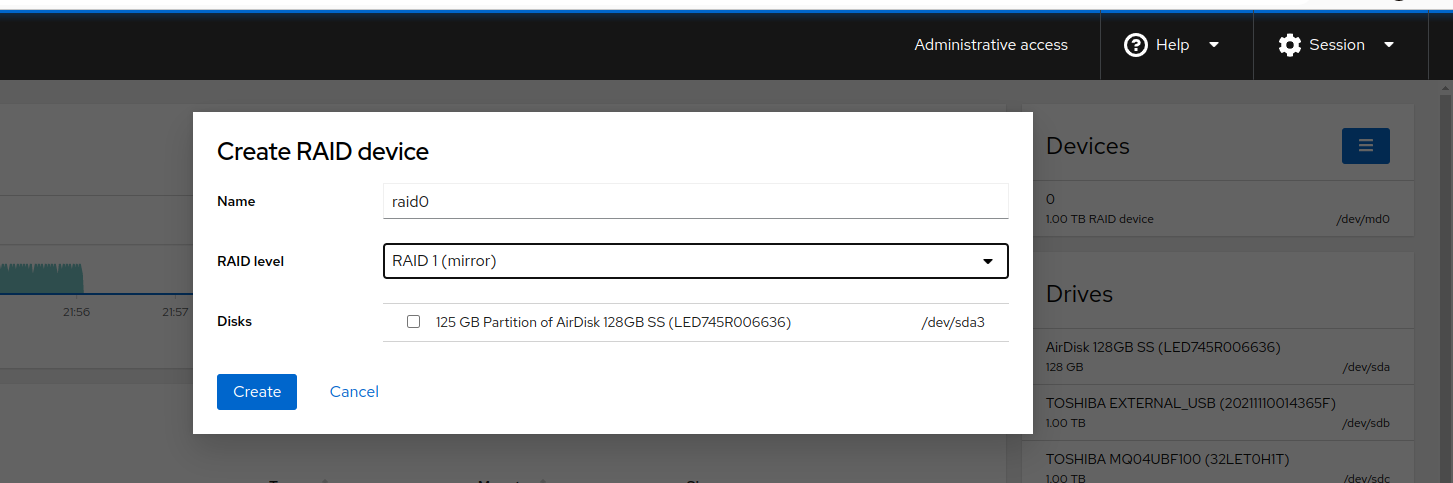 Administrative access
Help
Session
Create RAID device
Name
raid0
RAID level
RAID 1 (mirror)
Disks
125 GB Partition of AirDisk 128GB SS (LED745R006636)
/dev/sda3
Create
Cancel
21:56
21:57
Devices
0
1.00 TB RAID device
/dev/md0
Drives
AirDisk 128GB SS (LED745R006636)
128 GB
/dev/sda
TOSHIBA EXTERNAL_USB (20211110014365F)
1.00 TB
/dev/sdb
TOSHIBA MQ04UBF100 (32LET0H1T)
1.00 TB
/dev/sdc